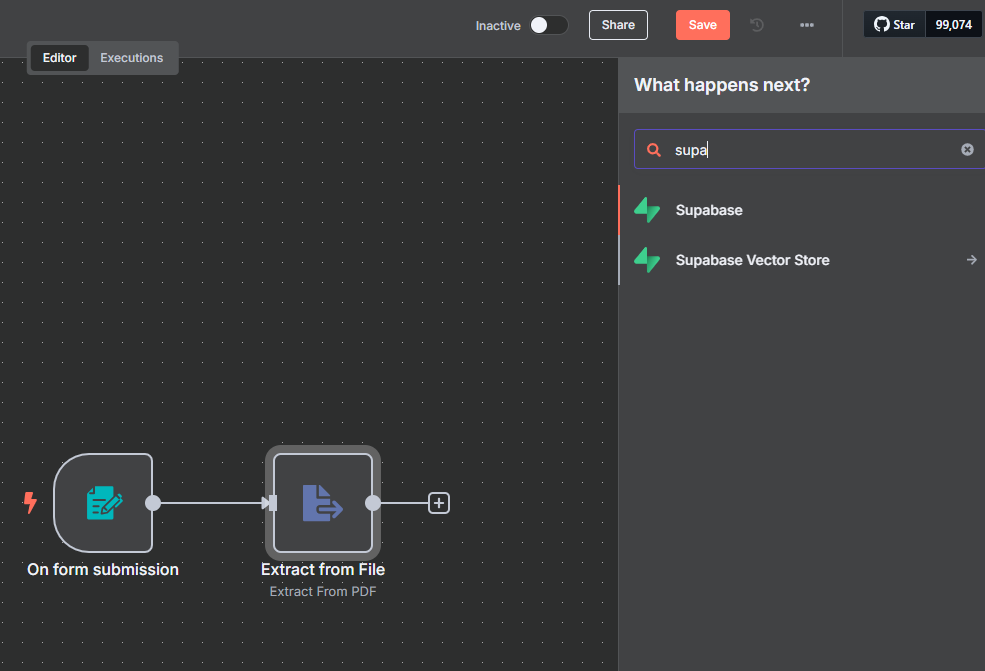 Inactive
Share
Save
Star
99,074
Editor
Executions
What happens next?
supa
Supabase
Supabase Vector Store
On form submission
Extract from File
Extract From PDF